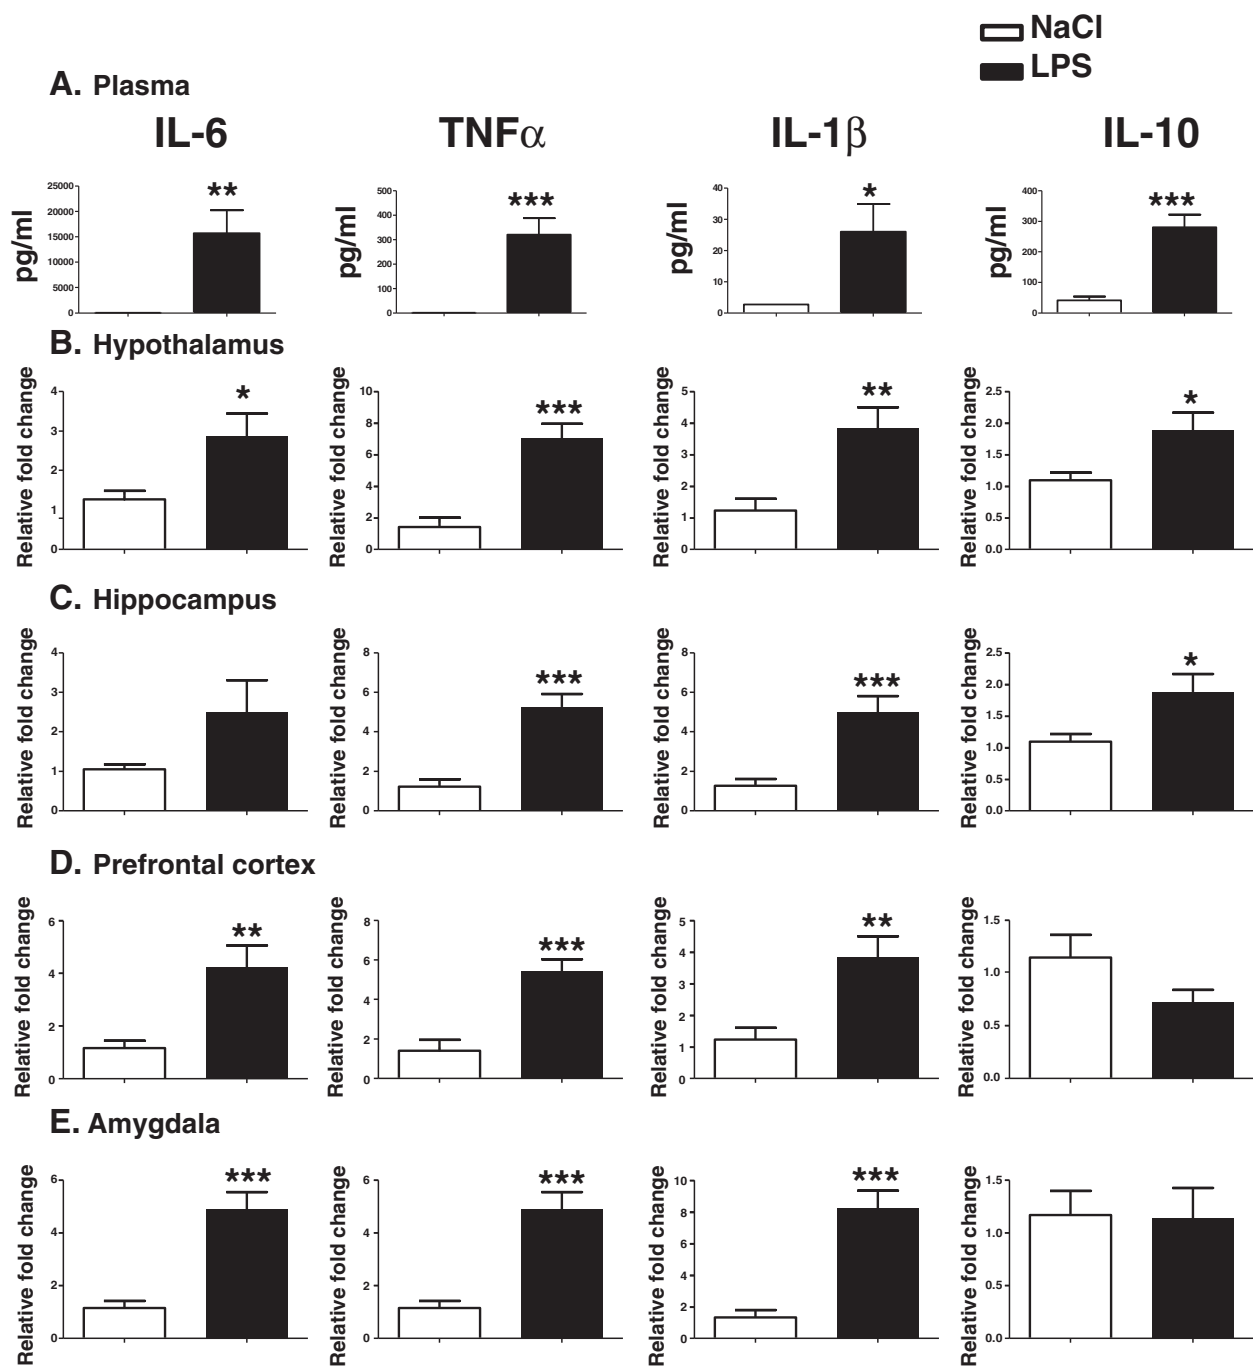 NaCl
LPS
A. Plasma
IL-6 TNFα IL-1β IL-10
** *** * ***
pg/ml 25000 20000 15000 10000 5000 0
pg/ml 500 400 300 200 100 0
pg/ml 40 30 20 10 0
pg/ml 400 300 200 100 0
B. Hypothalamus
* *** ** *
Relative fold change 4 3 2 1 1 0
Relative fold change 10 8 6 4 2 0
Relative fold change 5 4 3 2 1 0
Relative fold change 2.5 2.0 1.5 1.0 0.5 0.0
C. Hippocampus
*** *** *
Relative fold change 4 3 2 1 0
Relative fold change 8 6 4 2 0
Relative fold change 8 6 4 2 0
Relative fold change 2.5 2.0 1.5 1.0 0.5 0.0
D. Prefrontal cortex
** *** **
Relative fold change 6 4 2 0
Relative fold change 8 6 4 2 0
Relative fold change 5 4 3 2 1 0
Relative fold change 1.5 1.0 0.5 0.0
E. Amygdala
*** *** ***
Relative fold change 6 4 2 0
Relative fold change 6 4 2 0
Relative fold change 10 8 6 4 2 0
Relative fold change 1.5 1.0 0.5 0.0